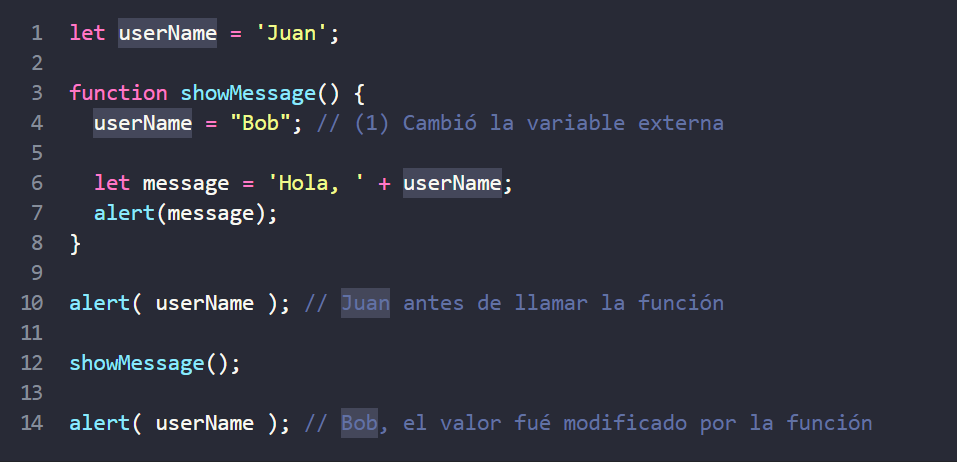 1 let userName = 'Juan';
2
3 function showMessage() {
4   userName = "Bob"; // (1) Cambió la variable externa
5
6   let message = 'Hola, ' + userName;
7   alert(message);
8 }
9
10 alert( userName ); // Juan antes de llamar la función
11
12 showMessage();
13
14 alert( userName ); // Bob, el valor fué modificado por la función